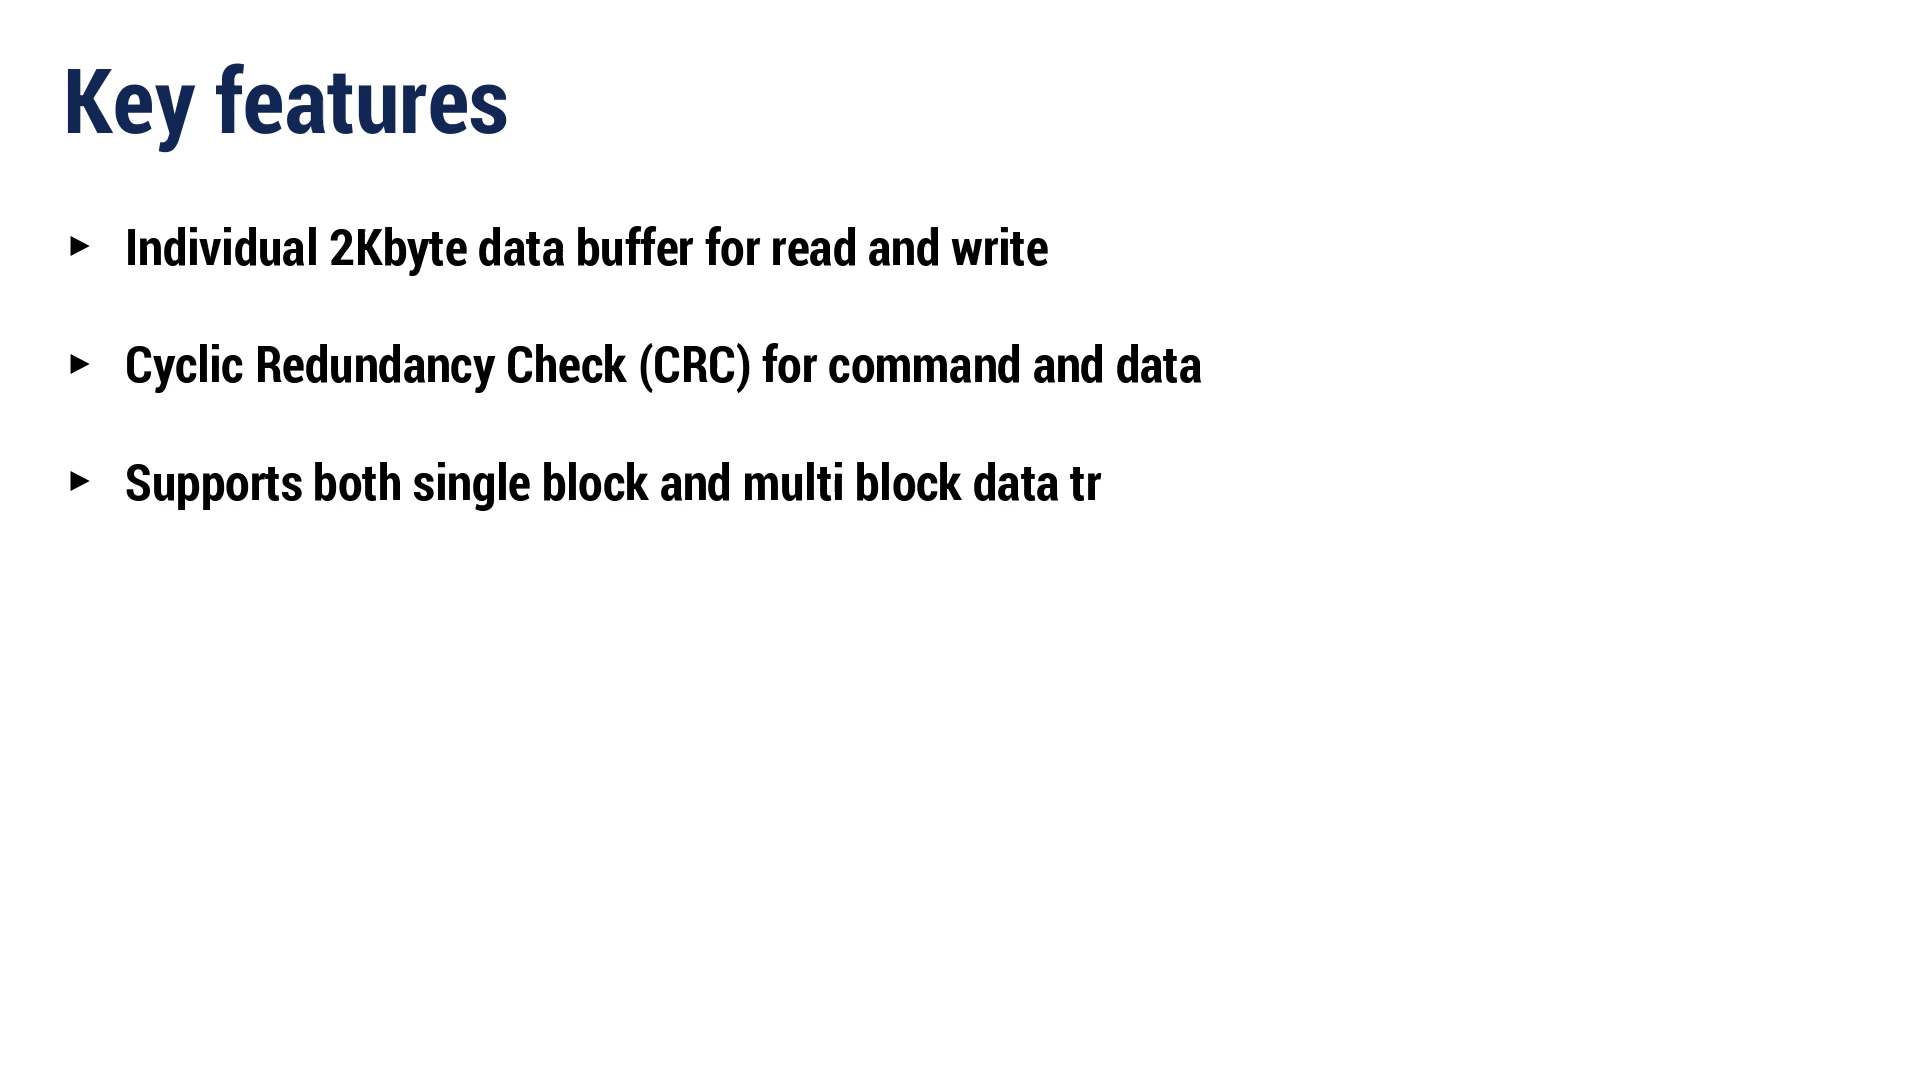 Key features
► Individual 2Kbyte data buffer for read and write
► Cyclic Redundancy Check (CRC) for command and data
► Supports both single block and multi block data tr